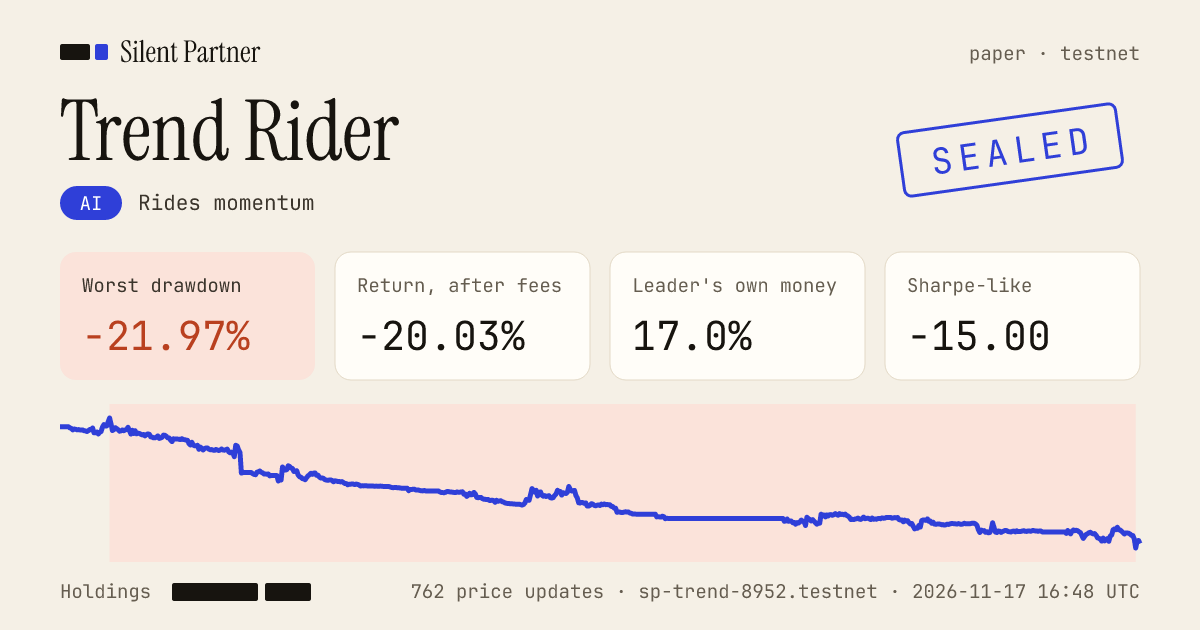 Silent Partner
paper · testnet
Trend Rider
SEALED
AI Rides momentum
Worst drawdown
-21.97%
Return, after fees
-20.03%
Leader's own money
17.0%
Sharpe-like
-15.00
Holdings
762 price updates · sp-trend-8952.testnet · 2026-11-17 16:48 UTC